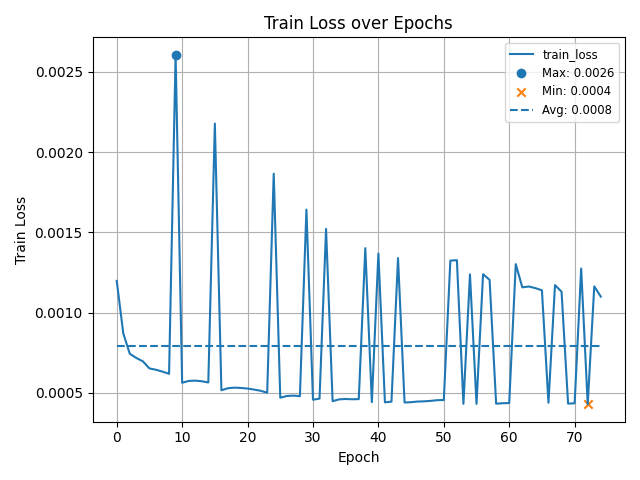 Train Loss over Epochs
train_loss
Max: 0.0026
Min: 0.0004
Avg: 0.0008
Train Loss
0.0025
0.0020
0.0015
0.0010
0.0005
0 10 20 30 40 50 60 70
Epoch